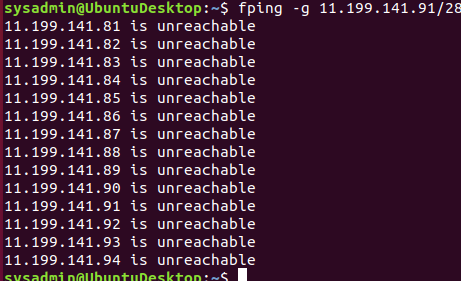 sysadmin@UbuntuDesktop:~$ fping -g 11.199.141.91/28
11.199.141.81 is unreachable
11.199.141.82 is unreachable
11.199.141.83 is unreachable
11.199.141.84 is unreachable
11.199.141.85 is unreachable
11.199.141.86 is unreachable
11.199.141.87 is unreachable
11.199.141.88 is unreachable
11.199.141.89 is unreachable
11.199.141.90 is unreachable
11.199.141.91 is unreachable
11.199.141.92 is unreachable
11.199.141.93 is unreachable
11.199.141.94 is unreachable
sysadmin@UbuntuDesktop:~$